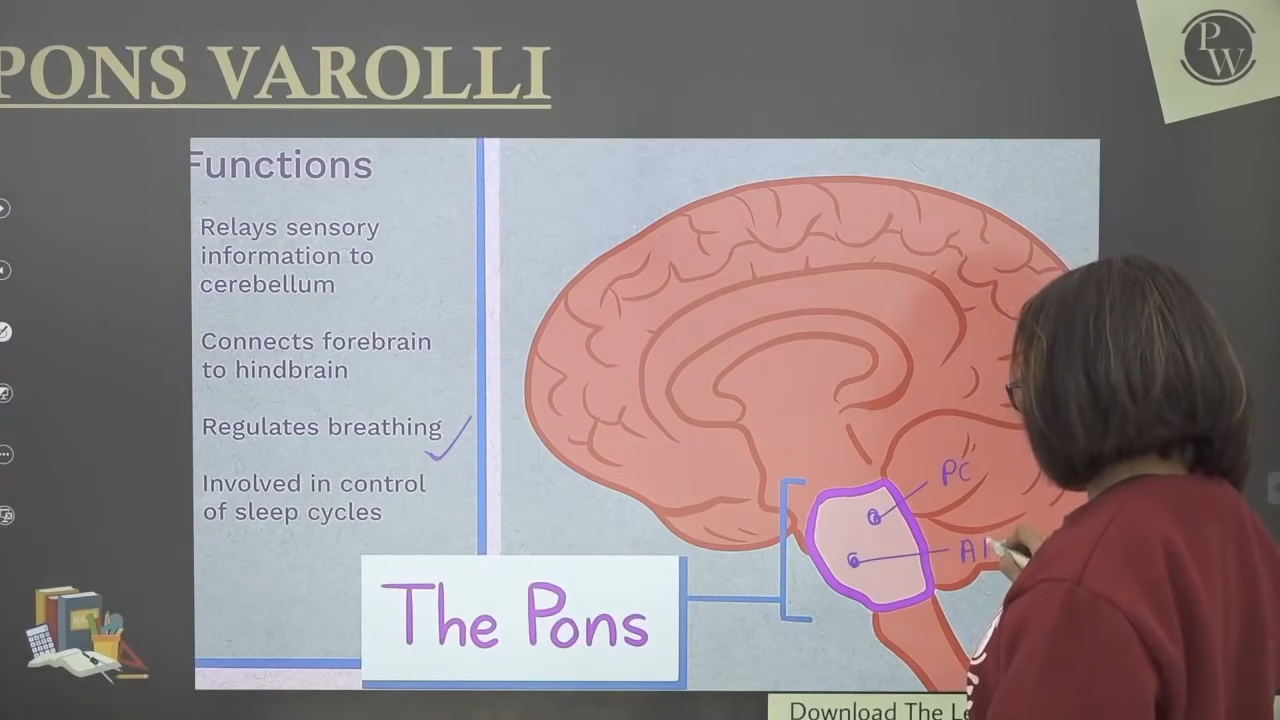 PONS VAROLLI
PW
Functions
Relays sensory
information to
cerebellum
Connects forebrain
to hindbrain
Regulates breathing
Involved in control
of sleep cycles
PC
The Pons
Download The